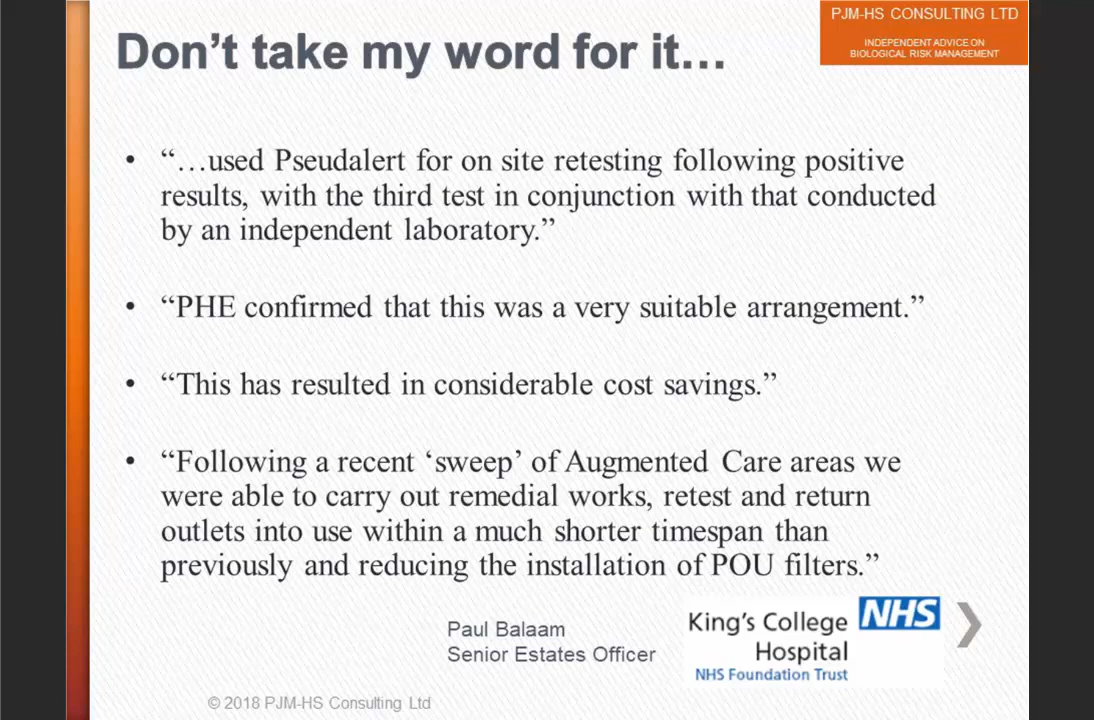 PJM-HS CONSULTING LTD
INDEPENDENT ADVICE ON
BIOLOGICAL RISK MANAGEMENT
Don’t take my word for it…
• “…used Pseudalert for on site retesting following positive
results, with the third test in conjunction with that conducted
by an independent laboratory.”
• “PHE confirmed that this was a very suitable arrangement.”
• “This has resulted in considerable cost savings.”
• “Following a recent ‘sweep’ of Augmented Care areas we
were able to carry out remedial works, retest and return
outlets into use within a much shorter timespan than
previously and reducing the installation of POU filters.”
Paul Balaam
Senior Estates Officer
King’s College NHS
Hospital
NHS Foundation Trust
© 2018 PJM-HS Consulting Ltd